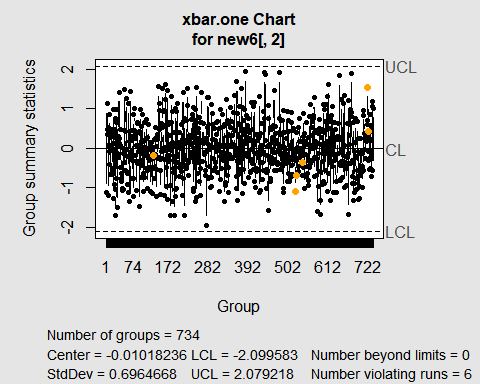 xbar.one Chart
for new6[, 2]
Group summary statistics
2
1
0
-1
-2
UCL
CL
LCL
1 74 172 282 392 502 612 722
Group
Number of groups = 734
Center = -0.01018236 LCL = -2.099583 Number beyond limits = 0
StdDev = 0.6964668 UCL = 2.079218 Number violating runs = 6